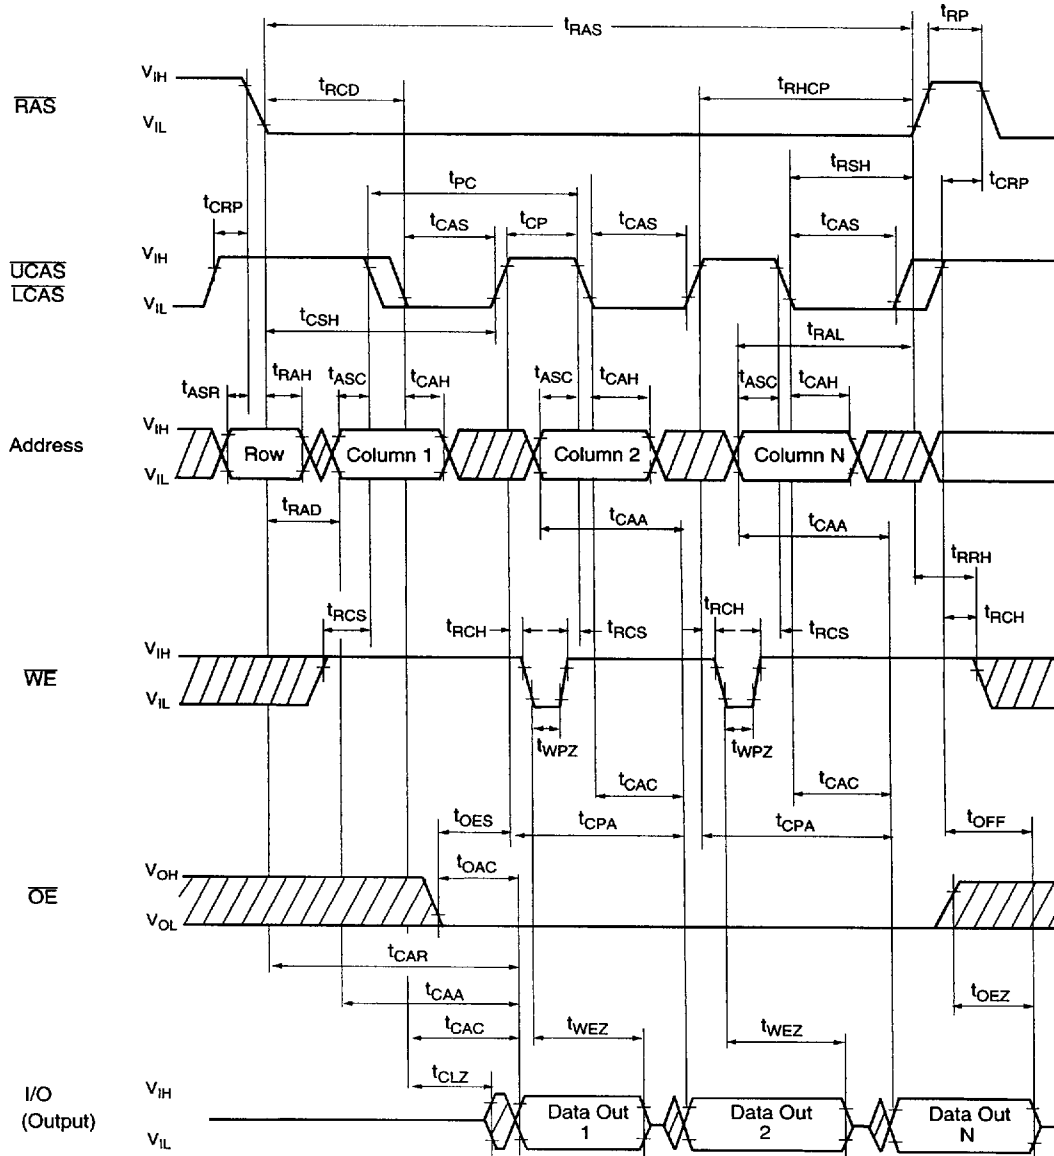 tRAS tRP
RAS VIH tRCD tRHCP
VIL
tRSH
tPC tCRP
tCRP tCAS tCP tCAS tCAS
UCAS VIH
LCAS VIL
tCSH tRAL
tASR tRAH tASC tCAH tASC tCAH tASC tCAH
Address VIH Row Column 1 Column 2 Column N
VIL
tRAD tCAA tCAA
tRRH
tRCS tRCH tRCS tRCH tRCS tRCH
WE VIH
VIL
tWPZ tWPZ
tCAC tCAC
tOES tCPA tCPA tOFF
tOAC
OE VOH
VOL
tCAR
tCAA tOEZ
tCAC tWEZ tWEZ
tCLZ
I/O VIH Data Out Data Out Data Out
(Output) 1 2 N
VIL